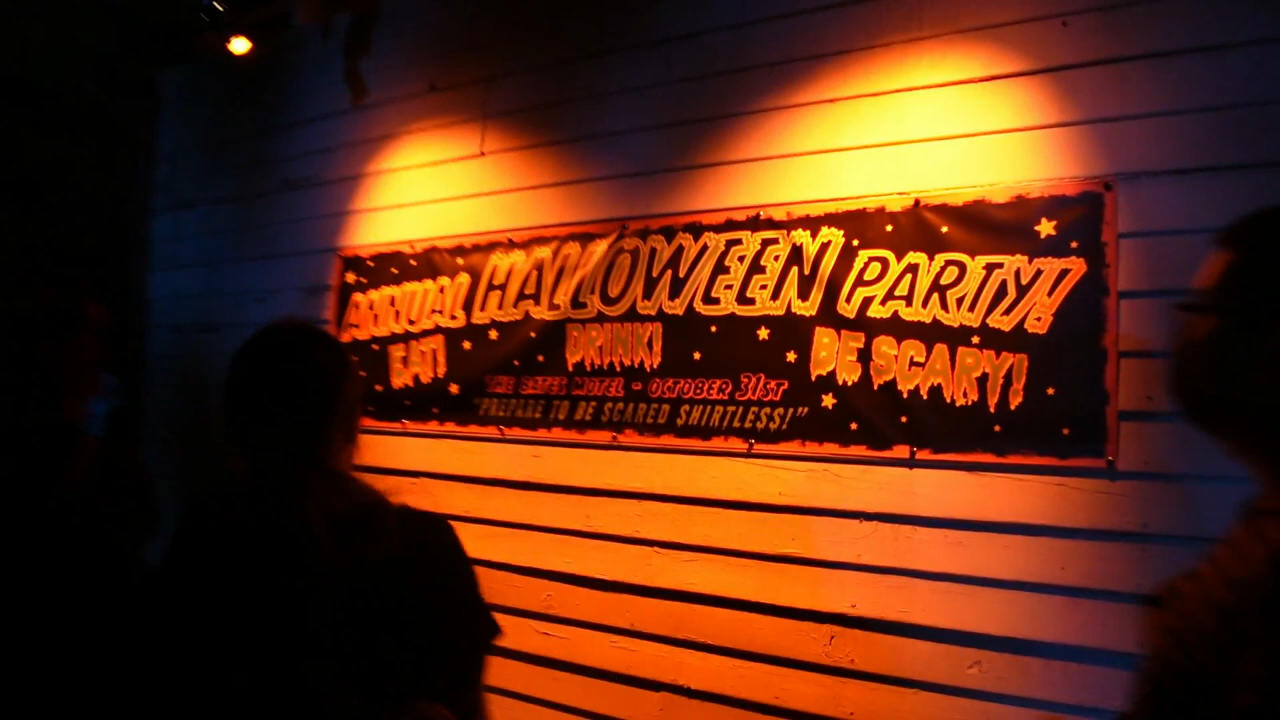 ANNUAL HALLOWEEN PARTY!
EAT! DRINK! BE SCARY!
THE BATES MOTEL - OCTOBER 31ST
"PREPARE TO BE SCARED SHIRTLESS!"